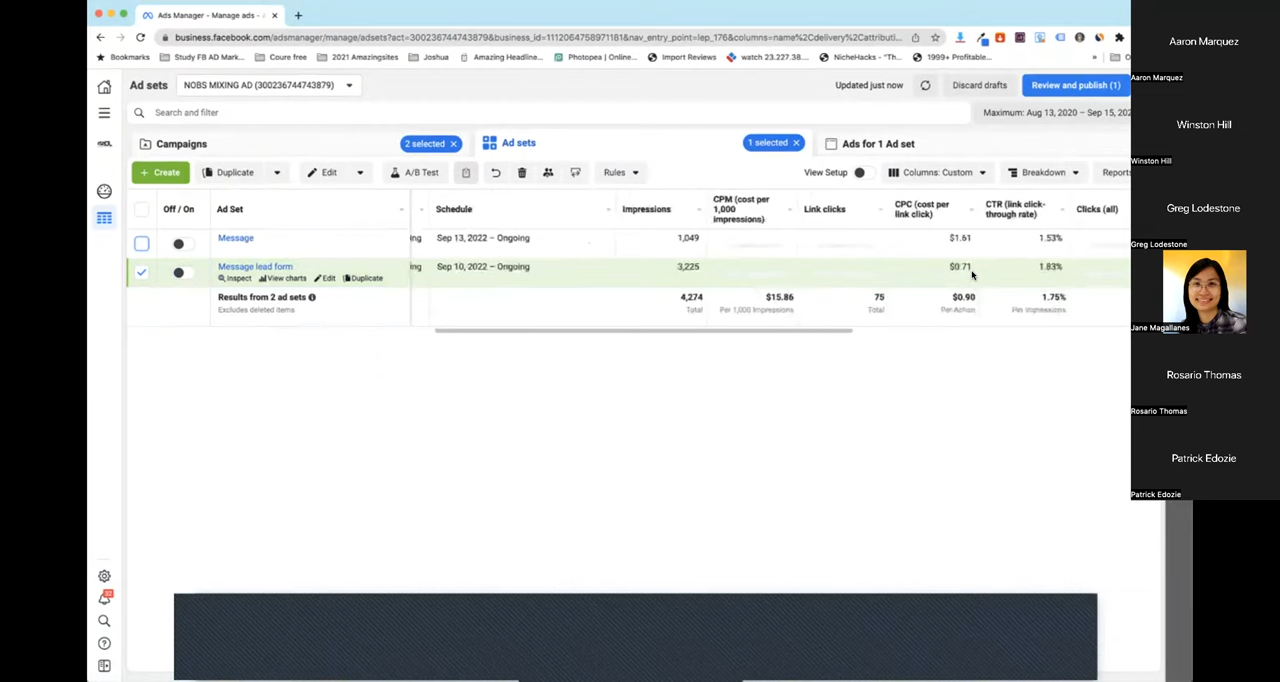 Ads Manager - Manage ads -
business.facebook.com/adsmanager/manage/adsets?act=300236744743879&business_id=1112064758971181&nav_entry_point=lep_176&columns=name%2Cdelivery%2Cattributi...
Bookmarks Study FB AD Mark... Coure free 2021 Amazingsites Joshua Amazing Headline... Photopea | Online... Import Reviews watch 23.227.38.... NicheHacks - "Th... 1999+ Profitable... »
Ad sets NOBS MIXING AD (300236744743879) Updated just now Discard drafts Review and publish (1)
Search and filter Maximum: Aug 13, 2020 – Sep 15, 202
Campaigns 2 selected Ad sets 1 selected Ads for 1 Ad set
+ Create Duplicate Edit A/B Test Rules View Setup Columns: Custom Breakdown Reports
Off / On Ad Set Schedule Impressions CPM (cost per 1,000 impressions) Link clicks CPC (cost per link click) CTR (link click-through rate) Clicks (all)
Message ing Sep 13, 2022 – Ongoing 1,049 $1.61 1.53%
Message lead form ing Sep 10, 2022 – Ongoing 3,225 $0.71 1.83%
Inspect View charts Edit Duplicate
Results from 2 ad sets 4,274 $15.86 75 $0.90 1.75%
Excludes deleted items Total Per 1,000 Impressions Total Per Action Per Impressions
Aaron Marquez
Aaron Marquez
Winston Hill
Winston Hill
Greg Lodestone
Greg Lodestone
Jane Magallanes
Rosario Thomas
Rosario Thomas
Patrick Edozie
Patrick Edozie